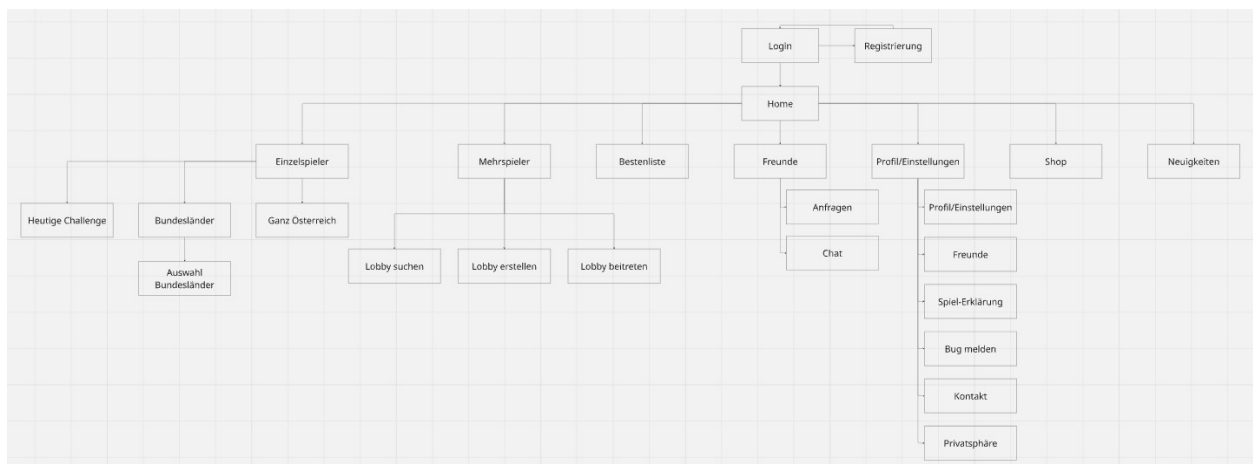 Login
Registrierung
Home
Einzelspieler
Mehrspieler
Bestenliste
Freunde
Profil/Einstellungen
Shop
Neuigkeiten
Heutige Challenge
Bundesländer
Ganz Österreich
Auswahl
Bundesländer
Lobby suchen
Lobby erstellen
Lobby beitreten
Anfragen
Chat
Profil/Einstellungen
Freunde
Spiel-Erklärung
Bug melden
Kontakt
Privatsphäre